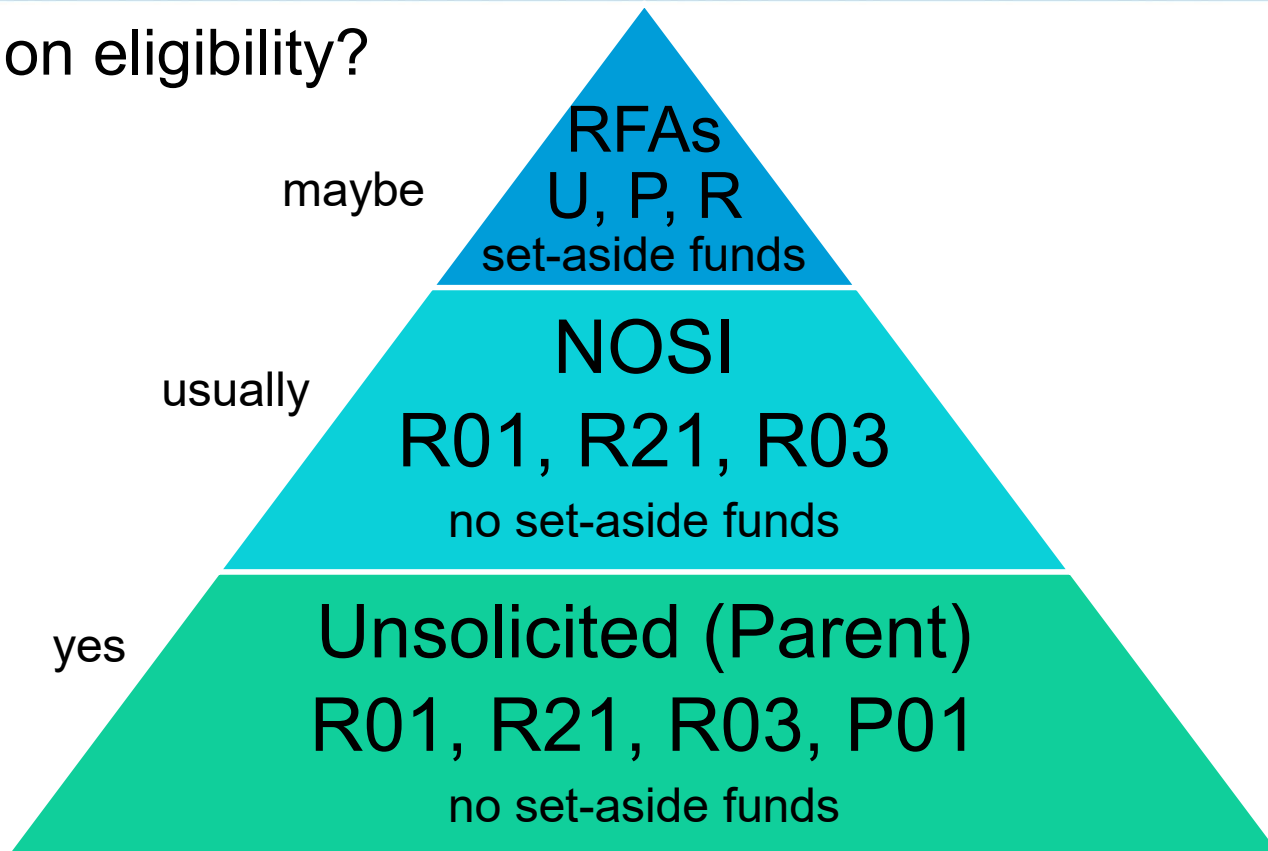 on eligibility?
RFAs
maybe
U, P, R
set-aside funds
NOSI
usually
R01, R21, R03
no set-aside funds
Unsolicited (Parent)
yes
R01, R21, R03, P01
no set-aside funds